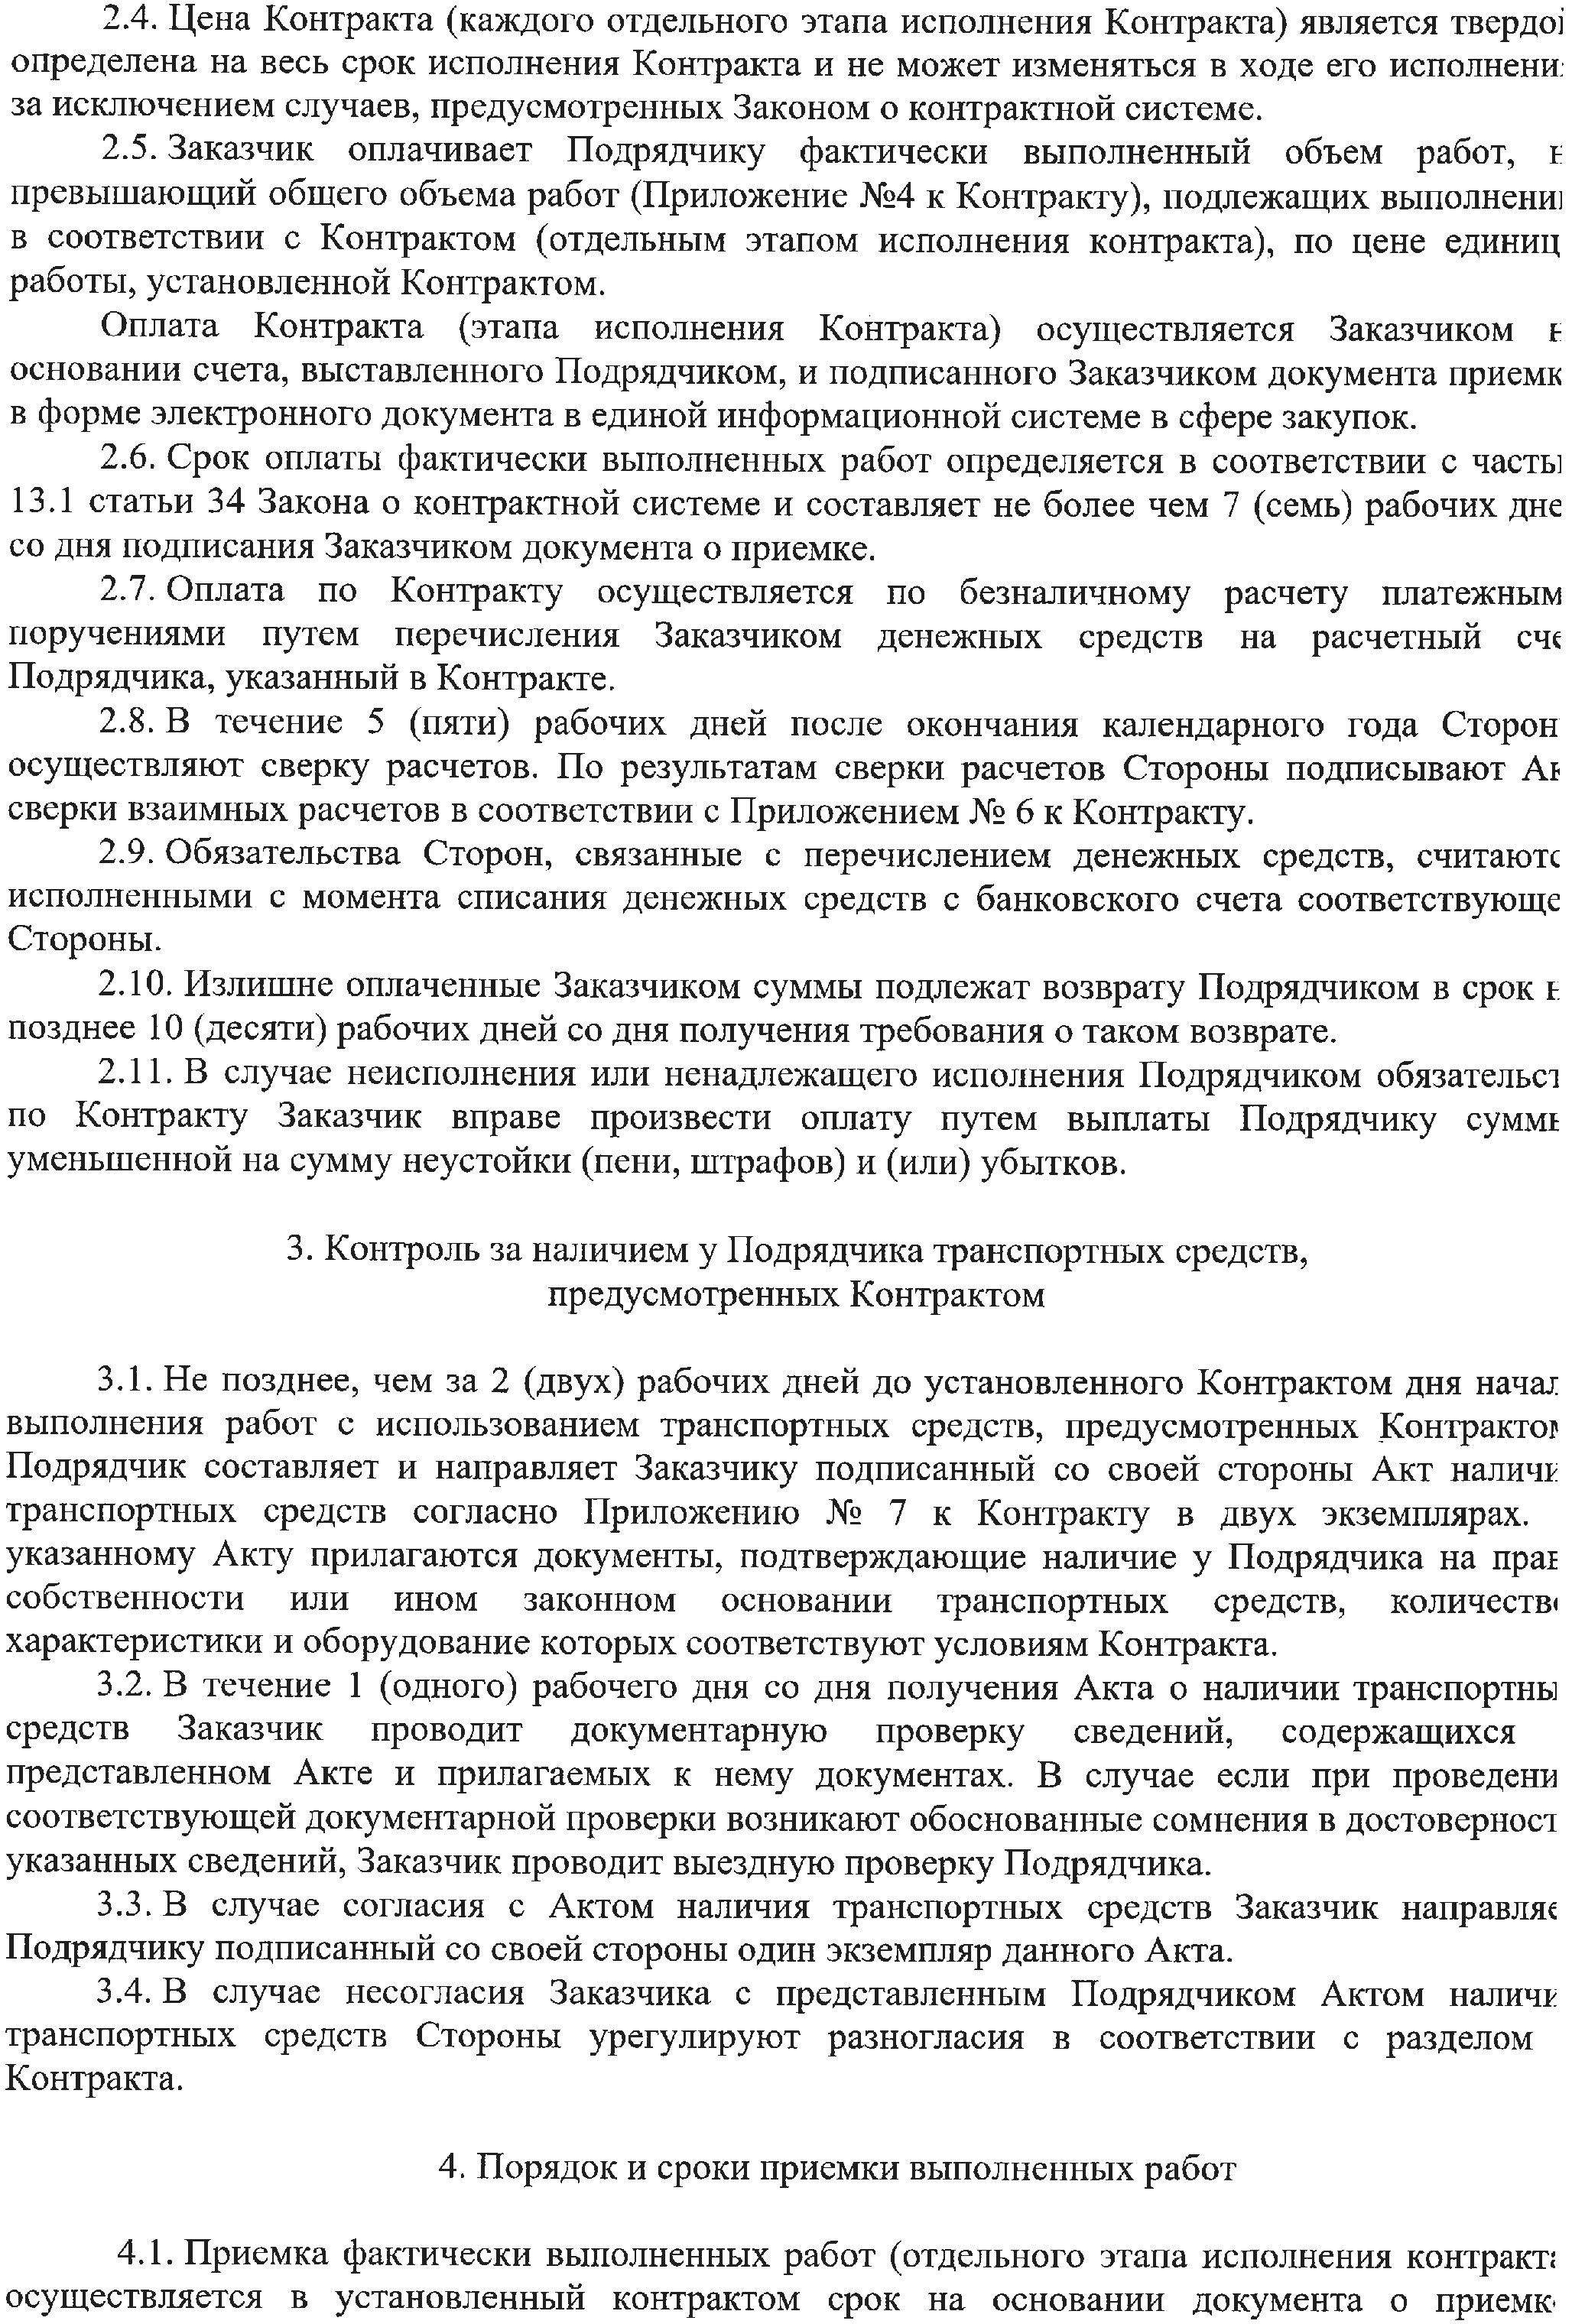 2.4. Цена Контракта (каждого отдельного этапа исполнения Контракта) является твердой
определена на весь срок исполнения Контракта и не может изменяться в ходе его исполнени
за исключением случаев, предусмотренных Законом о контрактной системе.
2.5. Заказчик оплачивает Подрядчику фактически выполненный объем работ, н
превышающий общего объема работ (Приложение №4 к Контракту), подлежащих выполнени
в соответствии с Контрактом (отдельным этапом исполнения контракта), по цене единиц
работы, установленной Контрактом.
Оплата Контракта (этапа исполнения Контракта) осуществляется Заказчиком н
основании счета, выставленного Подрядчиком, и подписанного Заказчиком документа приемк
в форме электронного документа в единой информационной системе в сфере закупок.
2.6. Срок оплаты фактически выполненных работ определяется в соответствии с часть
13.1 статьи 34 Закона о контрактной системе и составляет не более чем 7 (семь) рабочих дне
со дня подписания Заказчиком документа о приемке.
2.7. Оплата по Контракту осуществляется по безналичному расчету платежным
поручениями путем перечисления Заказчиком денежных средств на расчетный сче
Подрядчика, указанный в Контракте.
2.8. В течение 5 (пяти) рабочих дней после окончания календарного года Сторон
осуществляют сверку расчетов. По результатам сверки расчетов Стороны подписывают Ак
сверки взаимных расчетов в соответствии с Приложением № 6 к Контракту.
2.9. Обязательства Сторон, связанные с перечислением денежных средств, считаютс
исполненными с момента списания денежных средств с банковского счета соответствующе
Стороны.
2.10. Излишне оплаченные Заказчиком суммы подлежат возврату Подрядчиком в срок н
позднее 10 (десяти) рабочих дней со дня получения требования о таком возврате.
2.11. В случае неисполнения или ненадлежащего исполнения Подрядчиком обязательст
по Контракту Заказчик вправе произвести оплату путем выплаты Подрядчику суммы
уменьшенной на сумму неустойки (пени, штрафов) и (или) убытков.
3. Контроль за наличием у Подрядчика транспортных средств,
предусмотренных Контрактом
3.1. Не позднее, чем за 2 (двух) рабочих дней до установленного Контрактом дня начал
выполнения работ с использованием транспортных средств, предусмотренных Контрактом
Подрядчик составляет и направляет Заказчику подписанный со своей стороны Акт наличи
транспортных средств согласно Приложению № 7 к Контракту в двух экземплярах.
указанному Акту прилагаются документы, подтверждающие наличие у Подрядчика на прав
собственности или ином законном основании транспортных средств, количество
характеристики и оборудование которых соответствуют условиям Контракта.
3.2. В течение 1 (одного) рабочего дня со дня получения Акта о наличии транспортны
средств Заказчик проводит документарную проверку сведений, содержащихся
представленном Акте и прилагаемых к нему документах. В случае если при проведени
соответствующей документарной проверки возникают обоснованные сомнения в достоверност
указанных сведений, Заказчик проводит выездную проверку Подрядчика.
3.3. В случае согласия с Актом наличия транспортных средств Заказчик направляе
Подрядчику подписанный со своей стороны один экземпляр данного Акта.
3.4. В случае несогласия Заказчика с представленным Подрядчиком Актом наличи
транспортных средств Стороны урегулируют разногласия в соответствии с разделом
Контракта.
4. Порядок и сроки приемки выполненных работ
4.1. Приемка фактически выполненных работ (отдельного этапа исполнения контракта
осуществляется в установленный контрактом срок на основании документа о приемк